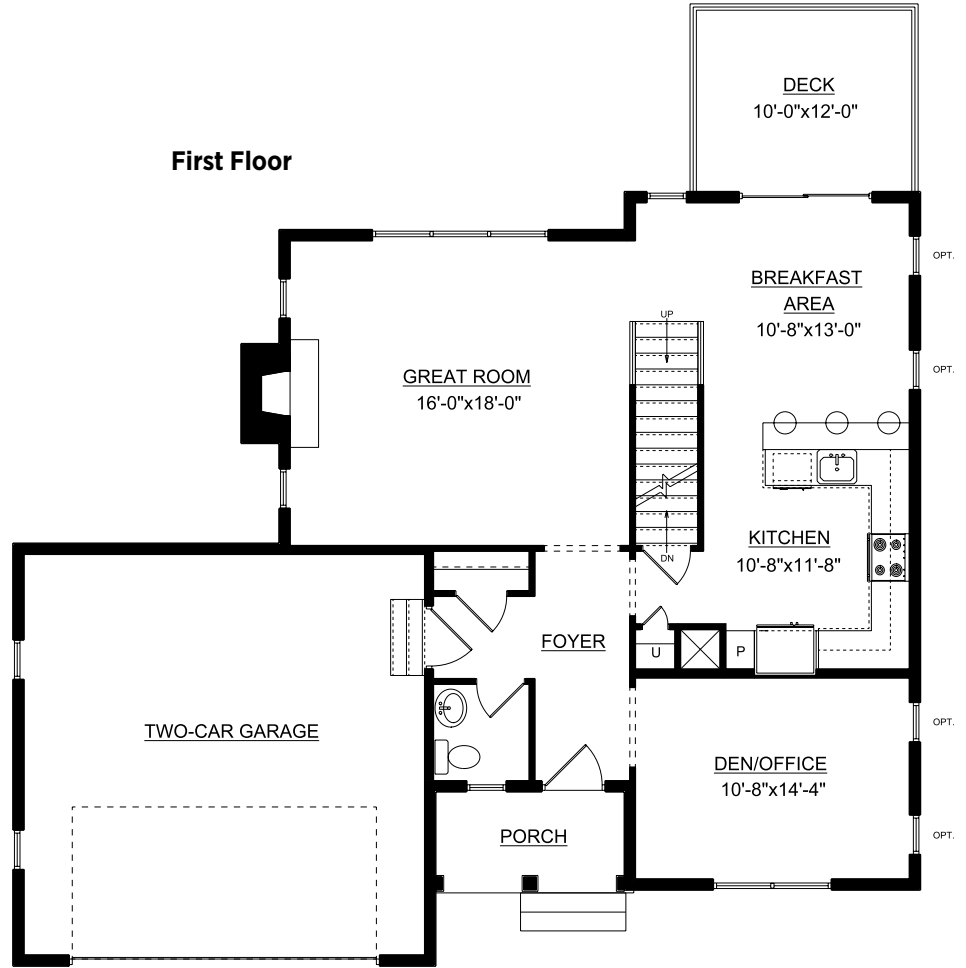 DECK
10'-0"x12'-0"
First Floor
OPT.
BREAKFAST
AREA
10'-8"x13'-0"
UP
OPT.
GREAT ROOM
16'-0"x18'-0"
KITCHEN
10'-8"x11'-8"
DN
FOYER
U
P
OPT.
TWO-CAR GARAGE
DEN/OFFICE
10'-8"x14'-4"
PORCH
OPT.